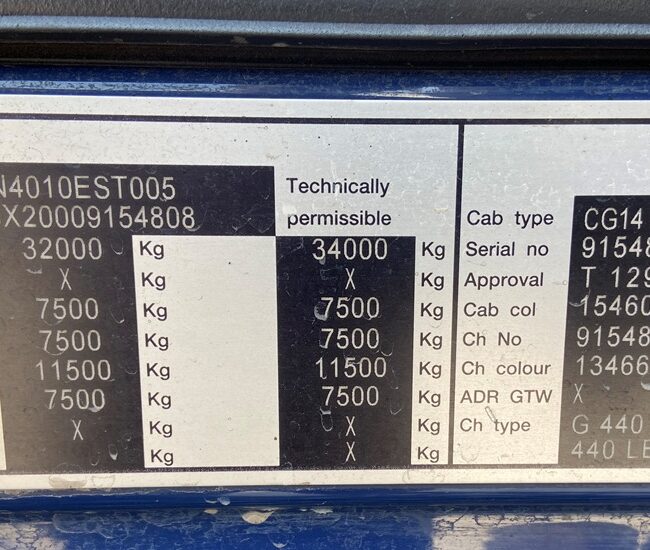 N4010EST005
X20009154808
Technically
permissible
32000 Kg 34000 Kg
X Kg X Kg
7500 Kg 7500 Kg
7500 Kg 7500 Kg
11500 Kg 11500 Kg
7500 Kg 7500 Kg
X Kg X Kg
Kg X Kg
Cab type CG14
Serial no 91548
Approval T 129
Cab col 15460
Ch No 91548
Ch colour 13466
ADR GTW X
Ch type G 440
440 LE